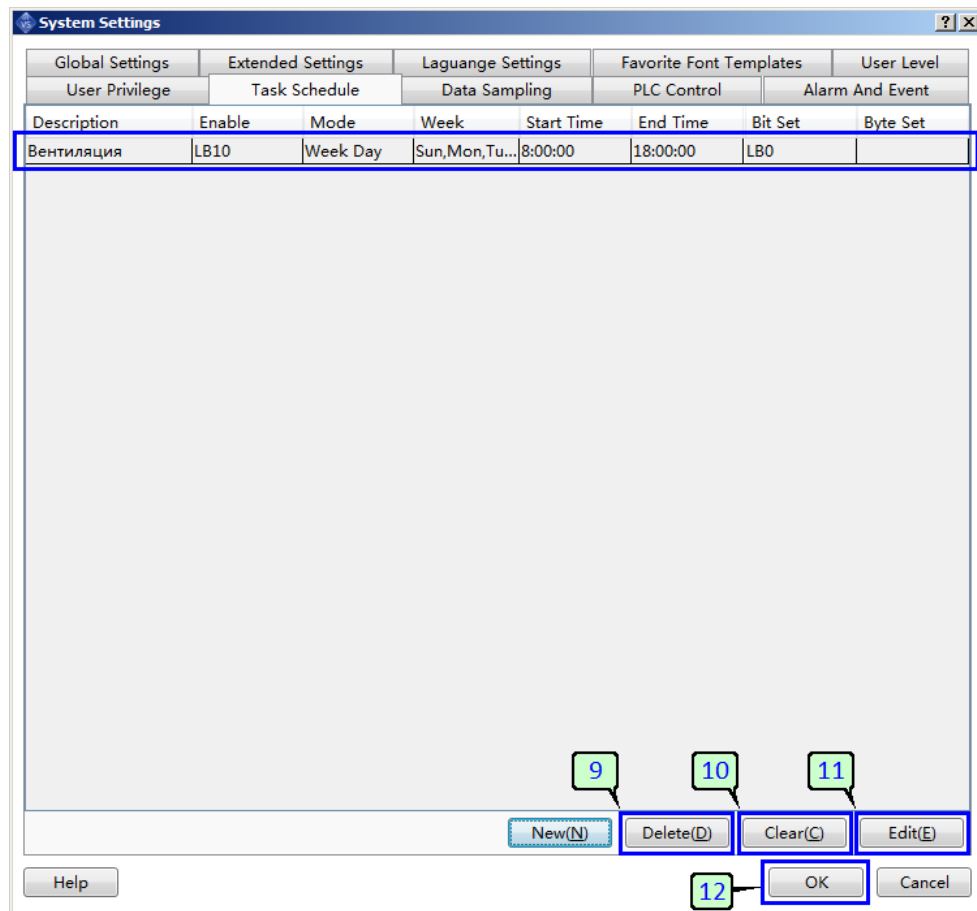 System Settings
Global Settings Extended Settings Laguange Settings Favorite Font Templates User Level
User Privilege Task Schedule Data Sampling PLC Control Alarm And Event
Description Enable Mode Week Start Time End Time Bit Set Byte Set
Вентиляция LB10 Week Day Sun,Mon,Tu... 8:00:00 18:00:00 LB0
9 10 11
New(N) Delete(D) Clear(C) Edit(E)
Help 12 OK Cancel